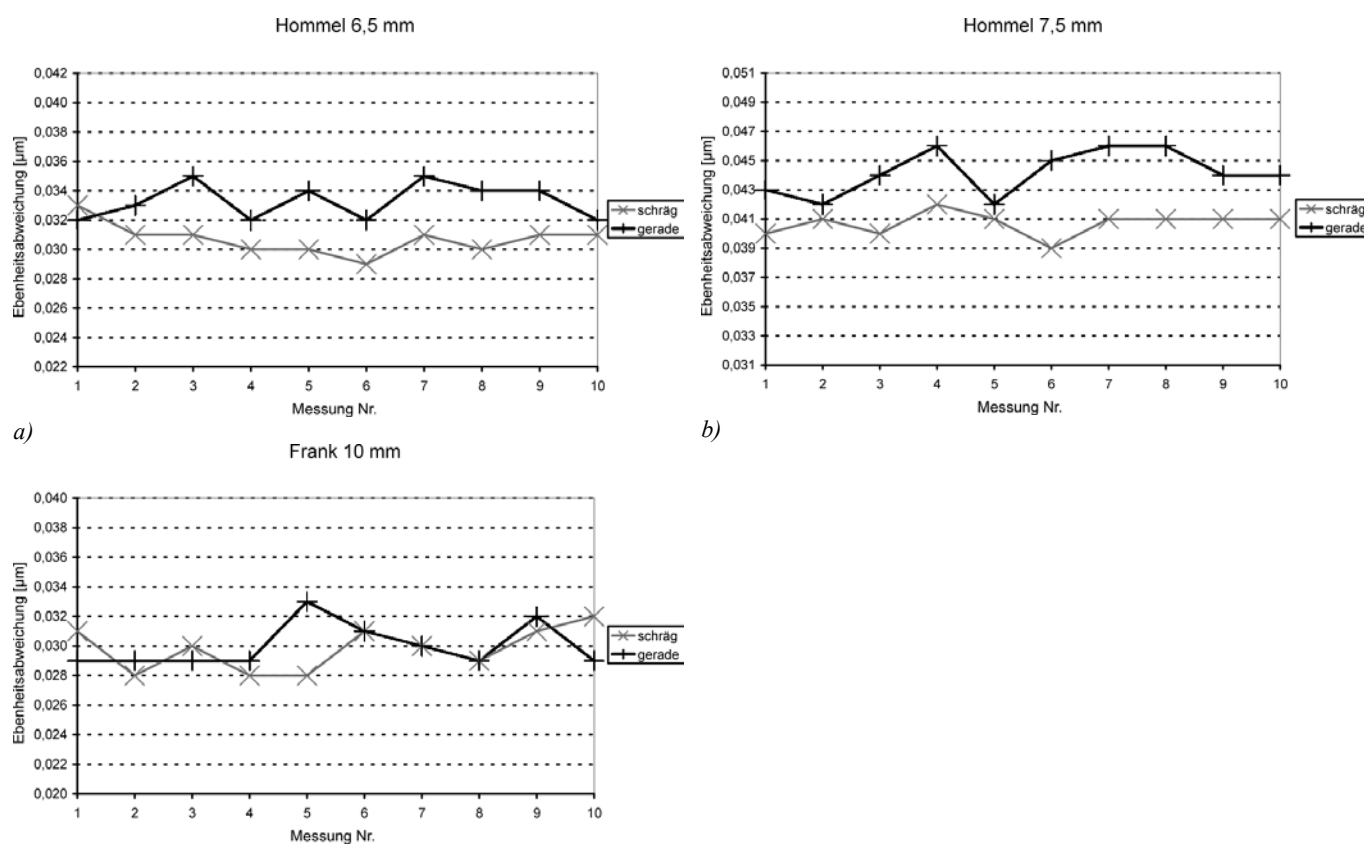 Hommel 6,5 mm
0,042
0,040
0,038
0,036
0,034
0,032
0,030
0,028
0,026
0,024
0,022
Ebenheitsabweichung [µm]
1 2 3 4 5 6 7 8 9 10
Messung Nr.
schräg
gerade
a)
Hommel 7,5 mm
0,051
0,049
0,047
0,045
0,043
0,041
0,039
0,037
0,035
0,033
0,031
Ebenheitsabweichung [µm]
1 2 3 4 5 6 7 8 9 10
Messung Nr.
schräg
gerade
b)
Frank 10 mm
0,040
0,038
0,036
0,034
0,032
0,030
0,028
0,026
0,024
0,022
0,020
Ebenheitsabweichung [µm]
1 2 3 4 5 6 7 8 9 10
Messung Nr.
schräg
gerade